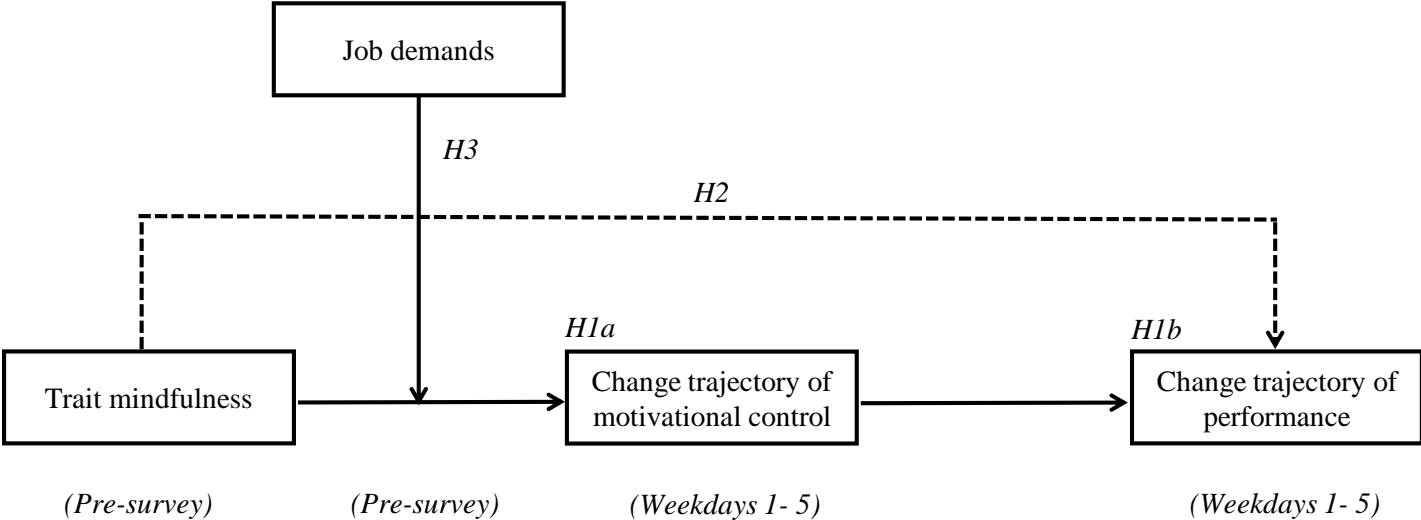 Job demands
H3
H2
H1a
H1b
Trait mindfulness
Change trajectory of
motivational control
Change trajectory of
performance
(Pre-survey)
(Pre-survey)
(Weekdays 1- 5)
(Weekdays 1- 5)